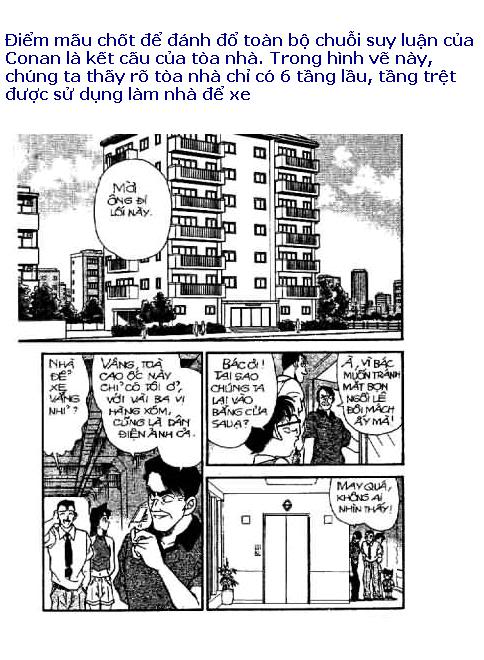 Điểm mãu chốt để đánh đổ toàn bộ chuỗi suy luận của
Conan là kết cãu của tòa nhà. Trong hình vẽ này,
chúng ta thãy rõ tòa nhà chỉ có 6 tầng lầu, tầng trệt
được sử dụng làm nhà để xe
MỜI
ÔNG ĐI
LỐI NÀY.
NHÀ
ĐỂ
XE
VẮNG
NHỈ?
VÂNG, TOÀ
CAO ỐC NÀY
CHỈ CÓ TÔI Ở,
VỚI VÀI BA VỊ
HÀNG XÓM,
CŨNG LÀ DÂN
ĐIỆN ẢNH CẢ.
BÁC ƠI!
TẠI SAO
CHÚNG TA
LẠI VÀO
BẰNG CỬA
SAU Ạ?
À, VÌ BÁC
MUỐN TRÁNH
MẶT BỌN
NGỒI LÊ
ĐÔI MÁCH
ẤY MÀ!
MAY QUÁ,
KHÔNG AI
NHÌN THẤY!